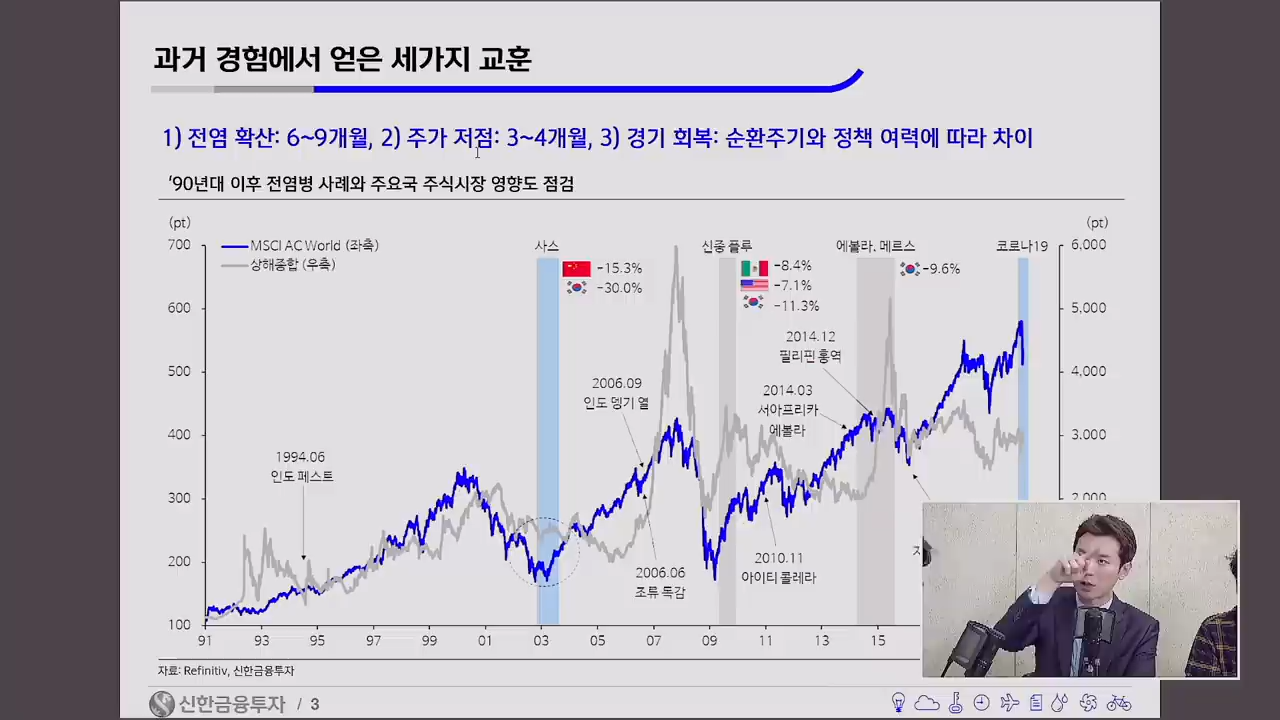 과거 경험에서 얻은 세가지 교훈
1) 전염 확산: 6~9개월, 2) 주가 저점: 3~4개월, 3) 경기 회복: 순환주기와 정책 여력에 따라 차이
'90년대 이후 전염병 사례와 주요국 주식시장 영향도 점검
(pt)
(pt)
700
MSCI AC World (좌측)
상해종합 (우측)
사스
신종 플루
에볼라, 메르스
코로나19
6,000
-15.3%
-30.0%
-8.4%
-7.1%
-11.3%
-9.6%
600
5,000
2014.12
필리핀 홍역
500
4,000
2006.09
인도 뎅기 열
2014.03
서아프리카
에볼라
400
3,000
1994.06
인도 페스트
300
2,000
200
2010.11
아이티 콜레라
2006.06
조류 독감
100
91
93
95
97
99
01
03
05
07
09
11
13
15
자료: Refinitiv, 신한금융투자
신한금융투자 / 3